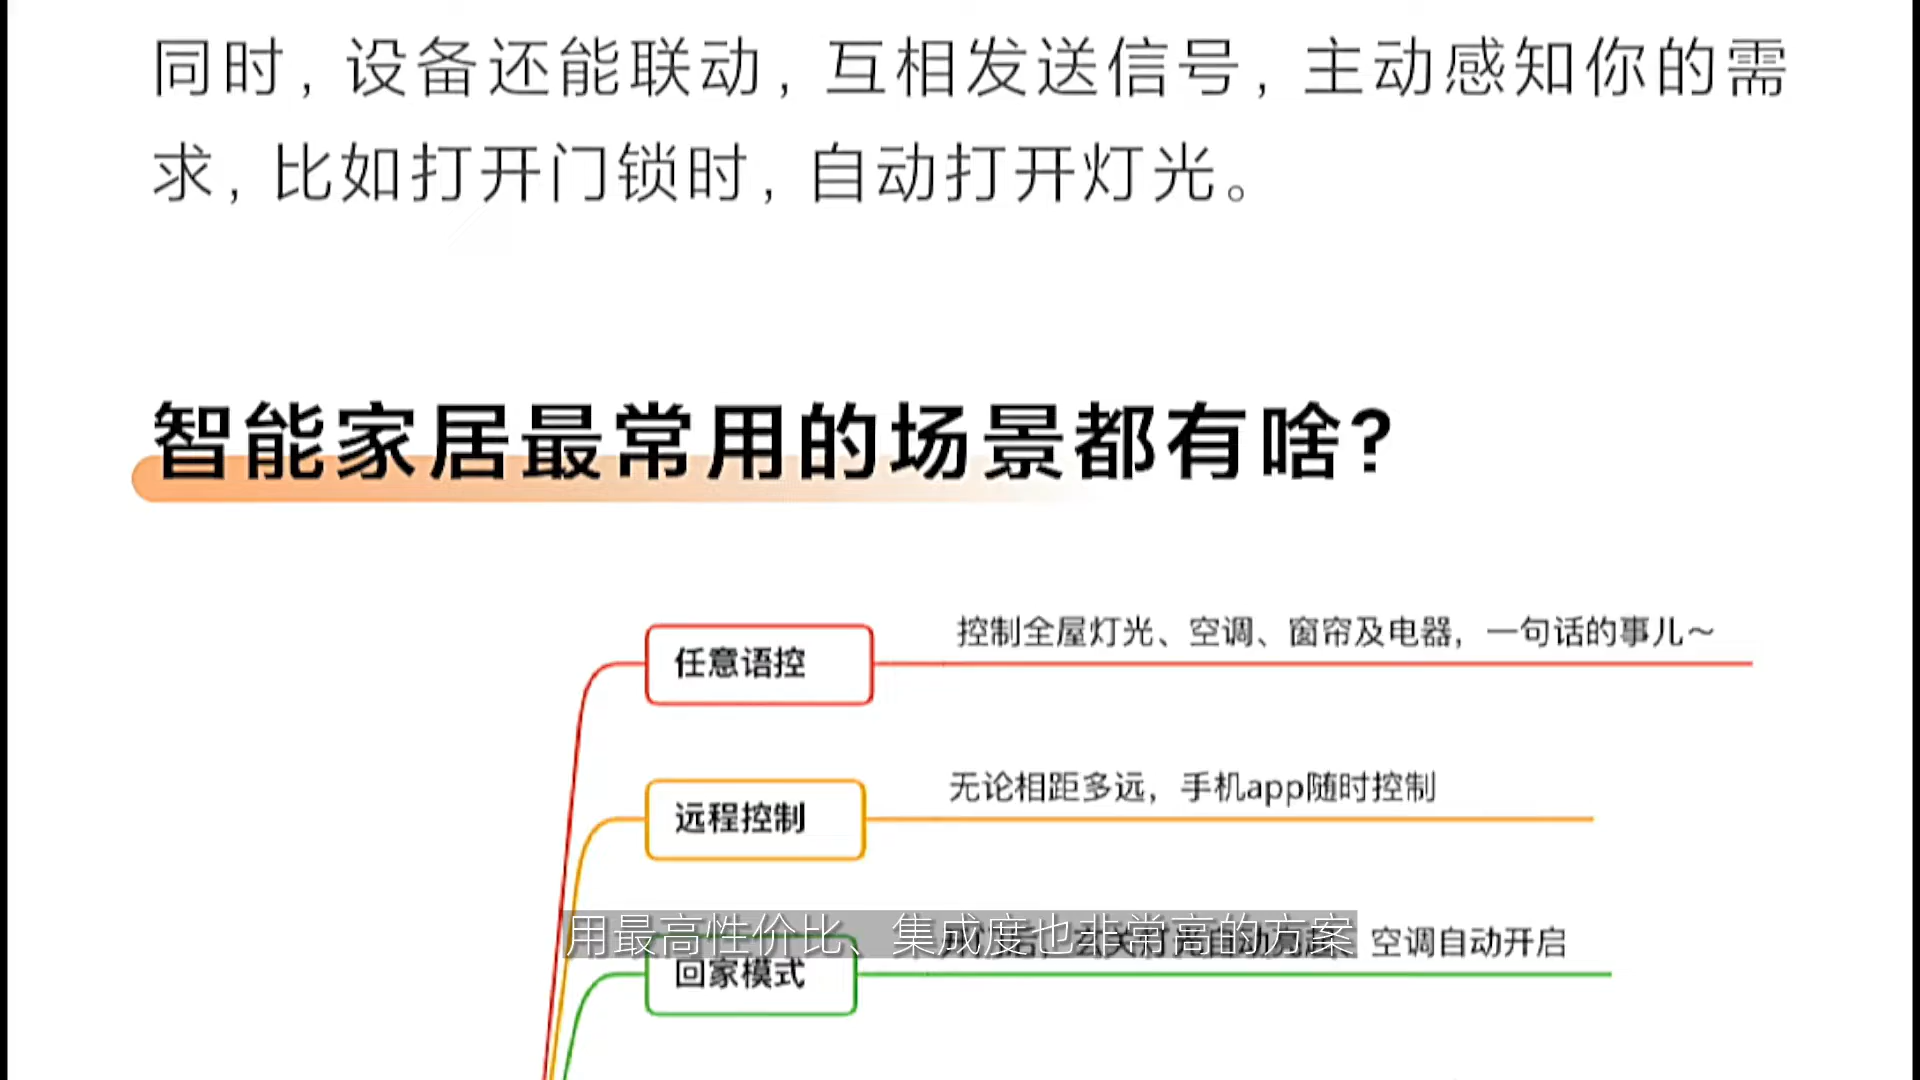 同时，设备还能联动，互相发送信号，主动感知你的需
求，比如打开门锁时，自动打开灯光。
智能家居最常用的场景都有啥?
任意语控
控制全屋灯光、空调、窗帘及电器，一句话的事儿～
远程控制
无论相距多远，手机app随时控制
用最高性价比、集成度也非常高的方案
回家模式
空调自动开启